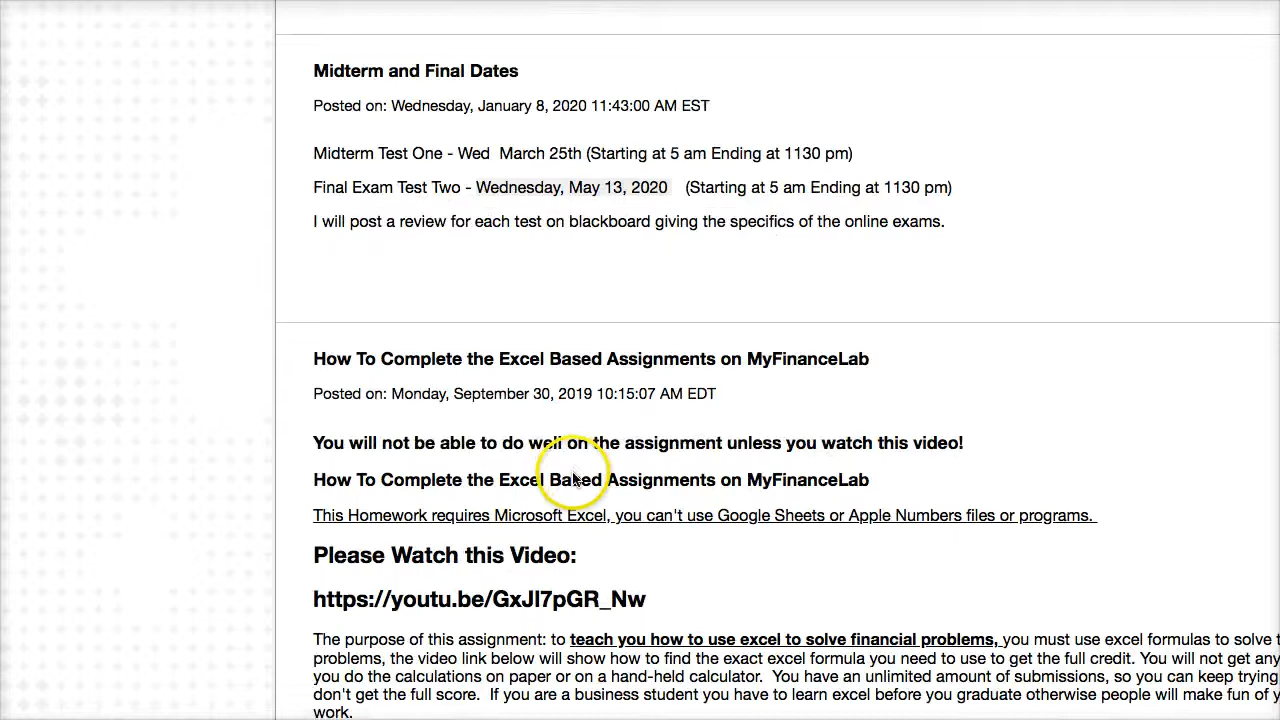 Midterm and Final Dates
Posted on: Wednesday, January 8, 2020 11:43:00 AM EST
Midterm Test One - Wed  March 25th (Starting at 5 am Ending at 1130 pm)
Final Exam Test Two - Wednesday, May 13, 2020    (Starting at 5 am Ending at 1130 pm)
I will post a review for each test on blackboard giving the specifics of the online exams.
How To Complete the Excel Based Assignments on MyFinanceLab
Posted on: Monday, September 30, 2019 10:15:07 AM EDT
You will not be able to do well on the assignment unless you watch this video!
How To Complete the Excel Based Assignments on MyFinanceLab
This Homework requires Microsoft Excel, you can't use Google Sheets or Apple Numbers files or programs.
Please Watch this Video:
https://youtu.be/GxJl7pGR_Nw
The purpose of this assignment: to teach you how to use excel to solve financial problems, you must use excel formulas to solve
problems, the video link below will show how to find the exact excel formula you need to use to get the full credit. You will not get any
you do the calculations on paper or on a hand-held calculator.  You have an unlimited amount of submissions, so you can keep trying
don't get the full score.  If you are a business student you have to learn excel before you graduate otherwise people will make fun of
work.